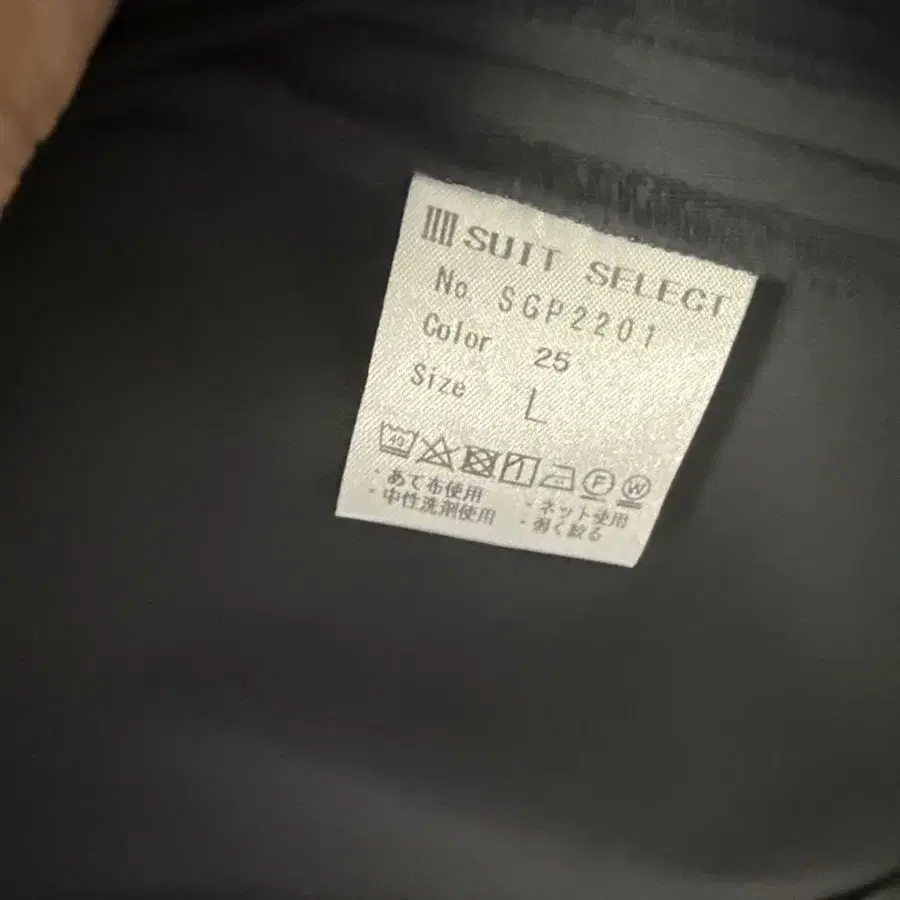 SUIT SELECT
No. SGP2201
Color 25
Size L
40
F W
・あて布使用 ・ネット使用
・中性洗剤使用 ・弱く絞る